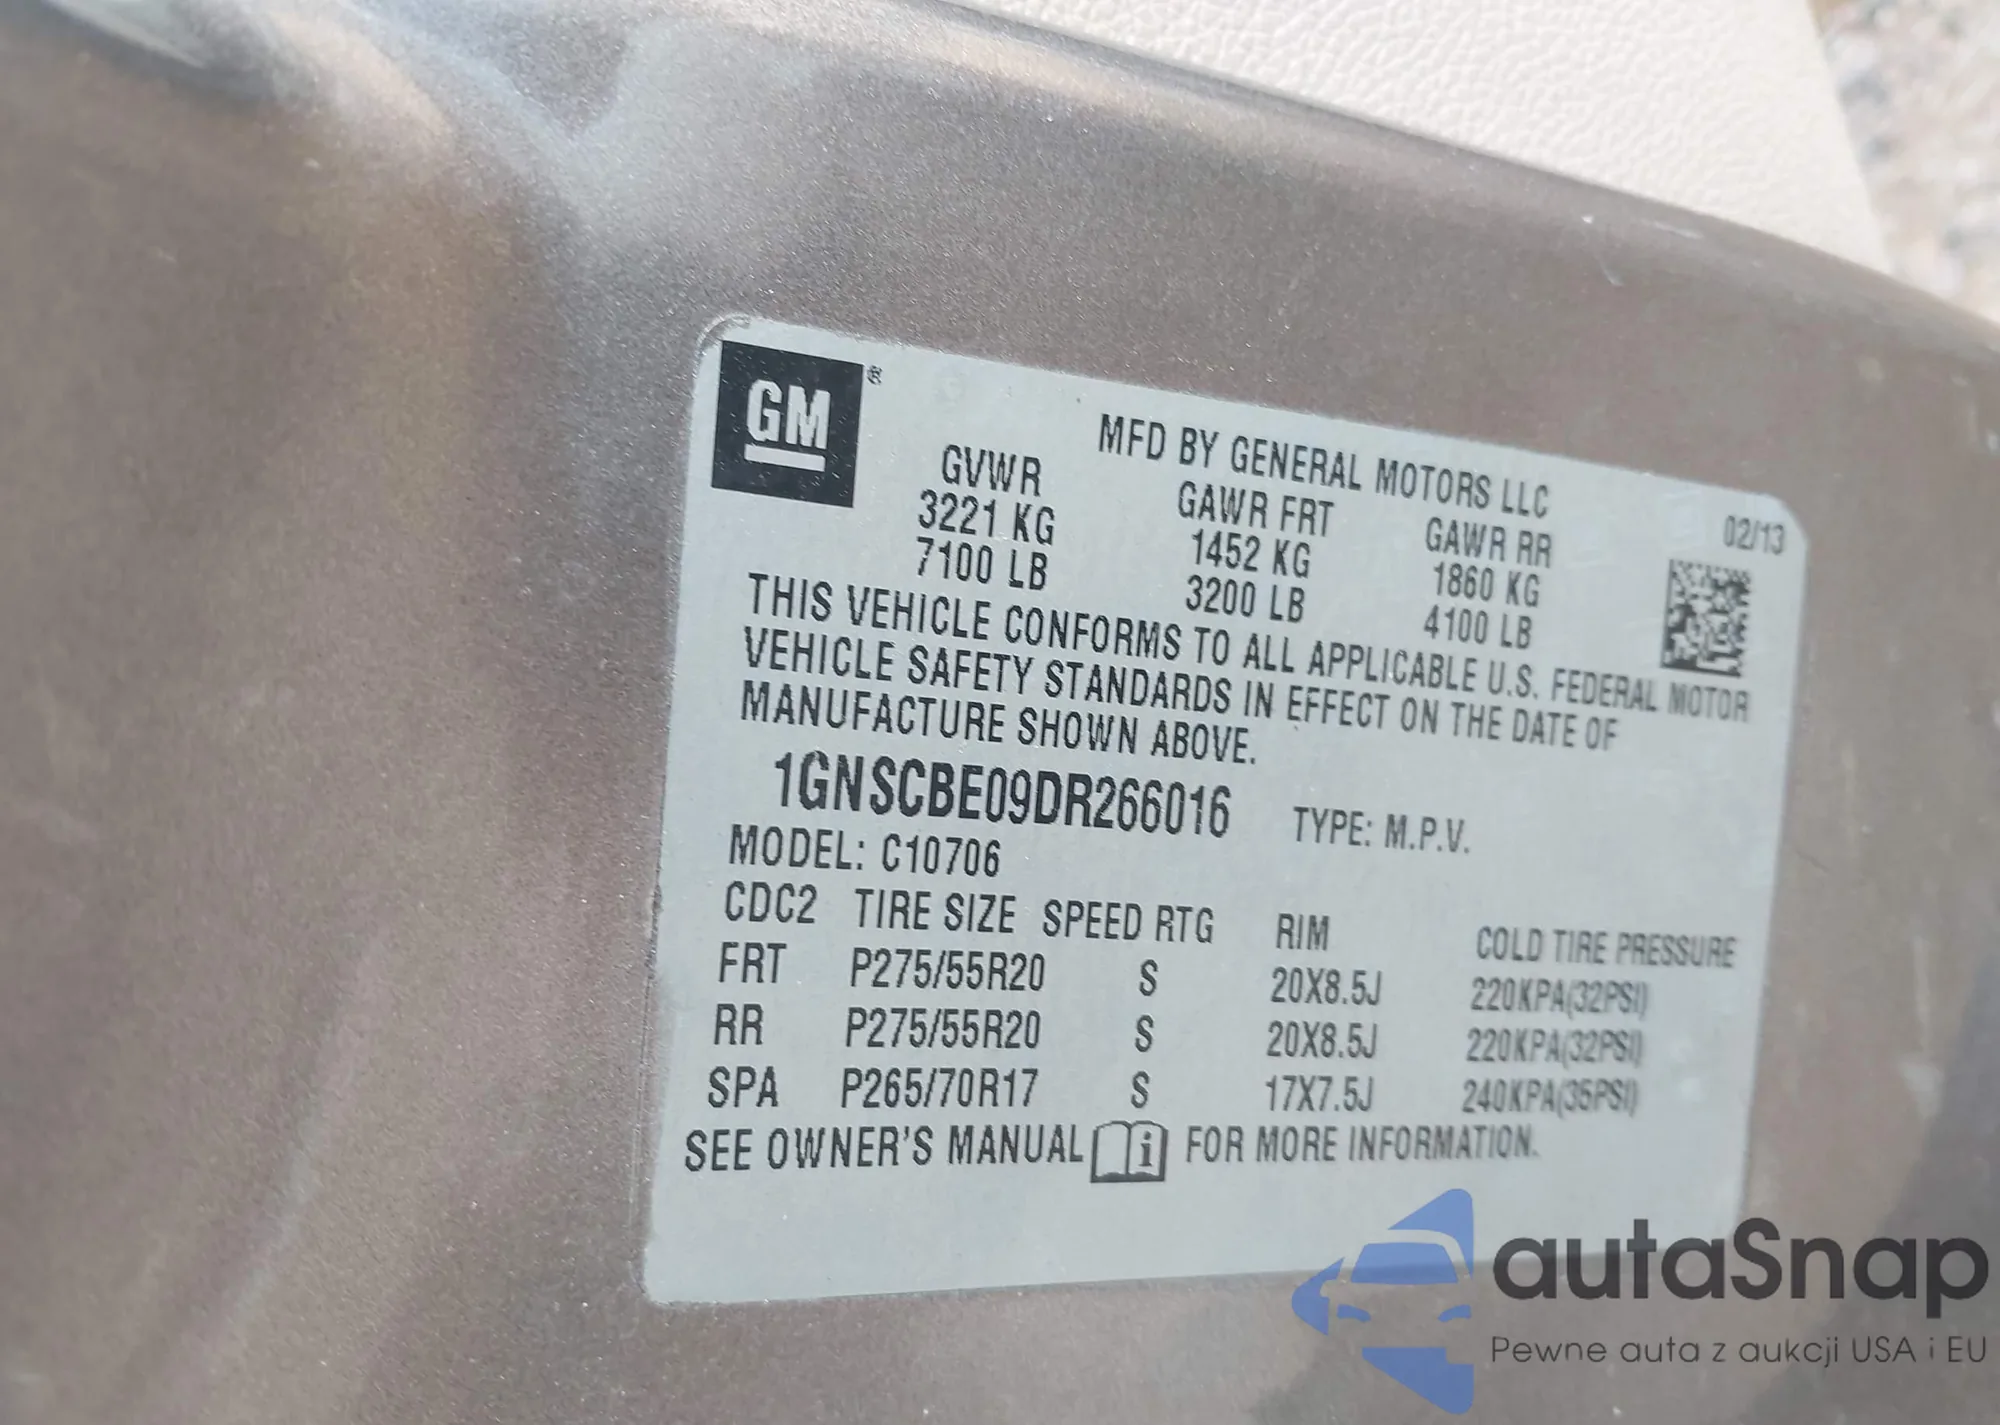 GM®
MFD BY GENERAL MOTORS LLC
02/13
GVWR GAWR FRT GAWR RR
3221 KG 1452 KG 1860 KG
7100 LB 3200 LB 4100 LB
THIS VEHICLE CONFORMS TO ALL APPLICABLE U.S. FEDERAL MOTOR
VEHICLE SAFETY STANDARDS IN EFFECT ON THE DATE OF
MANUFACTURE SHOWN ABOVE.
1GNSCBE09DR266016 TYPE: M.P.V.
MODEL: C10706
CDC2 TIRE SIZE SPEED RTG RIM COLD TIRE PRESSURE
FRT P275/55R20 S 20X8.5J 220KPA(32PSI)
RR P275/55R20 S 20X8.5J 220KPA(32PSI)
SPA P265/70R17 S 17X7.5J 240KPA(35PSI)
SEE OWNER'S MANUAL i FOR MORE INFORMATION.
autaSnap
Pewne auta z aukcji USA i EU